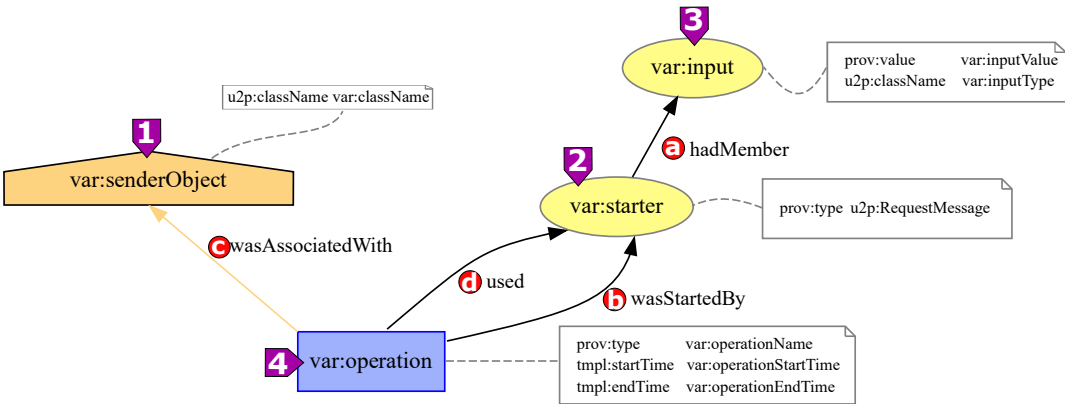 3
var:input
prov:value var:inputValue
u2p:className var:inputType
u2p:className var:className
1
var:senderObject
a hadMember
2
var:starter
prov:type u2p:RequestMessage
c wasAssociatedWith
d used
b wasStartedBy
4
var:operation
prov:type var:operationName
tmpl:startTime var:operationStartTime
tmpl:endTime var:operationEndTime